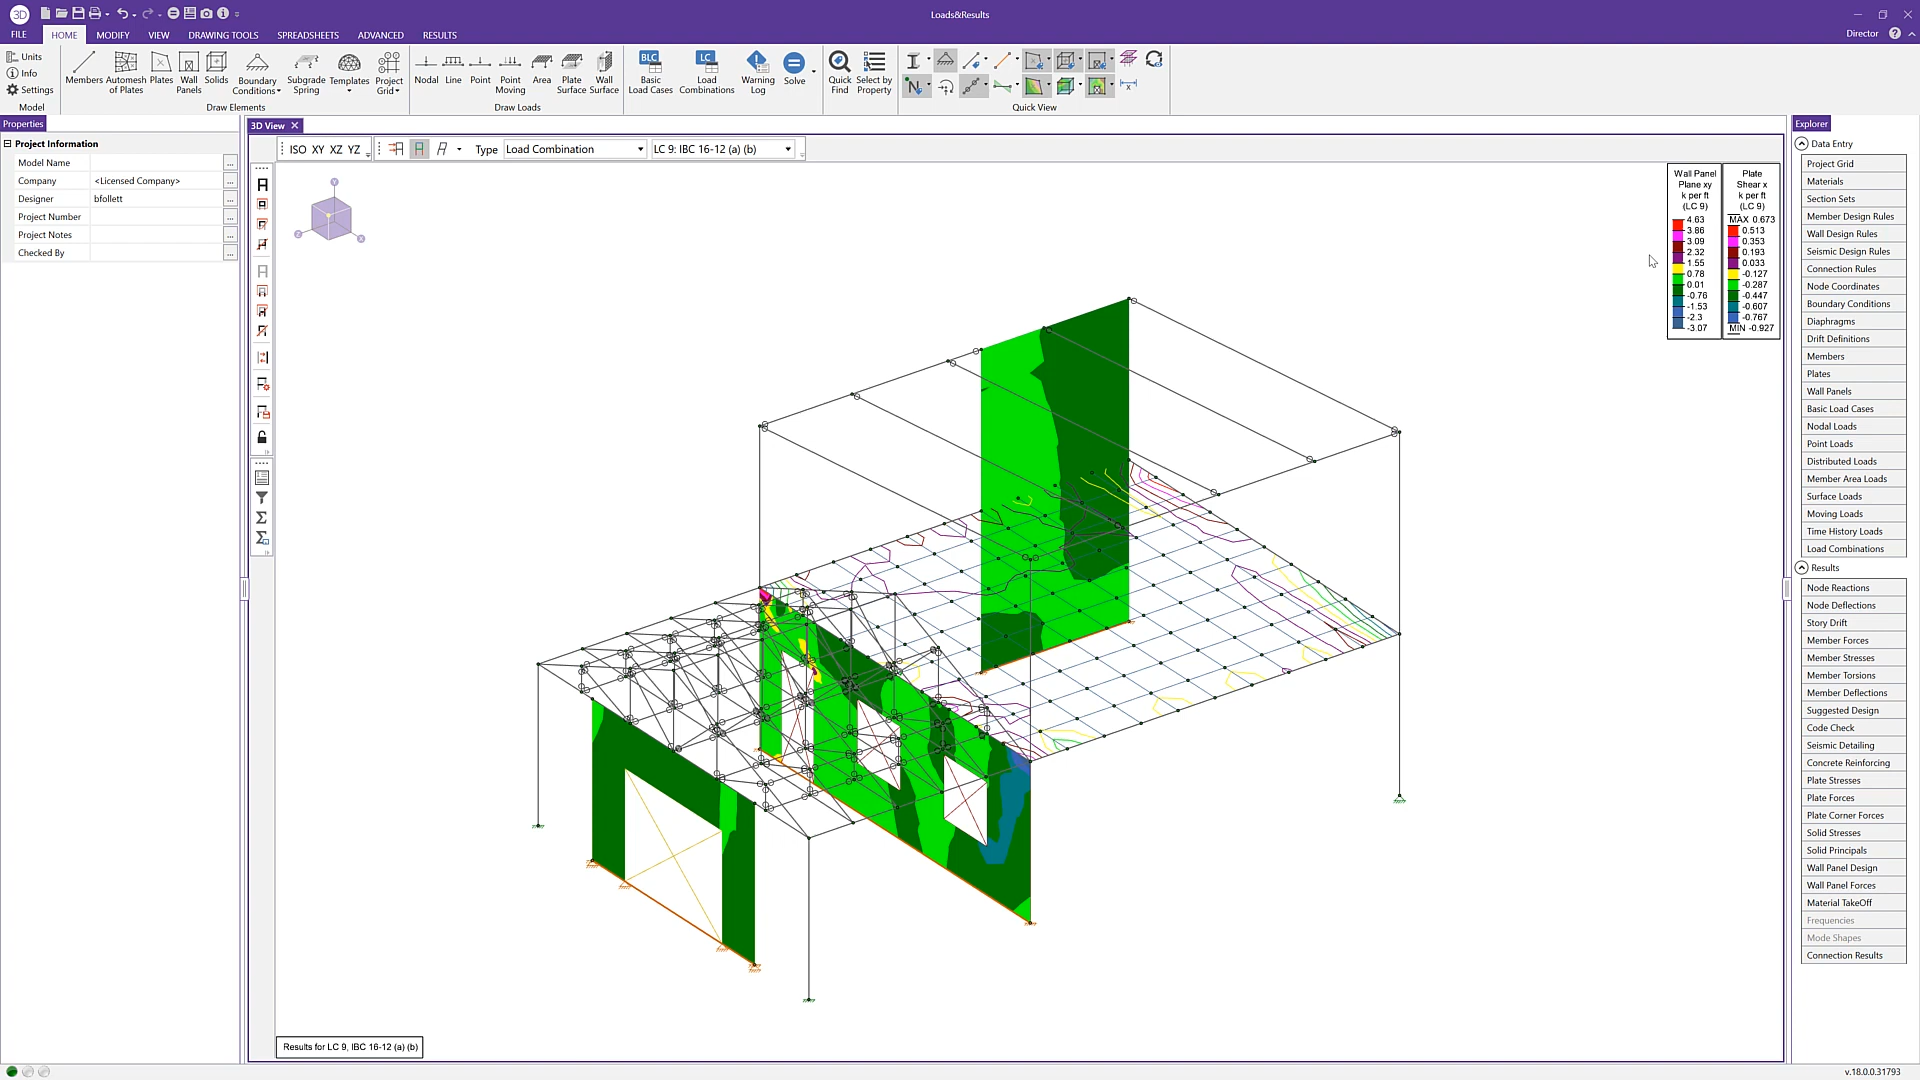 3D
Loads&Results
FILE HOME MODIFY VIEW DRAWING TOOLS SPREADSHEETS ADVANCED RESULTS
Director
Units
Info
Settings
Model
Members
Automesh of Plates
Plates
Wall Panels
Solids
Boundary Conditions
Subgrade Spring
Templates
Project Grid
Draw Elements
Nodal
Line
Point
Point Moving
Area
Plate Surface
Wall Surface
Draw Loads
BLC
Basic Load Cases
LC
Load Combinations
Warning Log
Solve
Quick Find
Select by Property
Quick View
Properties
Project Information
Model Name
Company <Licensed Company>
Designer bfollett
Project Number
Project Notes
Checked By
3D View
ISO XY XZ YZ
Type Load Combination LC 9: IBC 16-12 (a) (b)
Y
Z
X
Wall Panel
Plane xy
k per ft
(LC 9)
4.63
3.86
3.09
2.32
1.55
0.78
0.01
-0.76
-1.53
-2.3
-3.07
Plate
Shear x
k per ft
(LC 9)
MAX 0.673
0.513
0.353
0.193
0.033
-0.127
-0.287
-0.447
-0.607
-0.767
MIN -0.927
Results for LC 9, IBC 16-12 (a) (b)
Explorer
Data Entry
Project Grid
Materials
Section Sets
Member Design Rules
Wall Design Rules
Seismic Design Rules
Connection Rules
Node Coordinates
Boundary Conditions
Diaphragms
Drift Definitions
Members
Plates
Wall Panels
Basic Load Cases
Nodal Loads
Point Loads
Distributed Loads
Member Area Loads
Surface Loads
Moving Loads
Time History Loads
Load Combinations
Results
Node Reactions
Node Deflections
Story Drift
Member Forces
Member Stresses
Member Torsions
Member Deflections
Suggested Design
Code Check
Seismic Detailing
Concrete Reinforcing
Plate Stresses
Plate Forces
Plate Corner Forces
Solid Stresses
Solid Principals
Wall Panel Design
Wall Panel Forces
Material TakeOff
Frequencies
Mode Shapes
Connection Results
v.18.0.0.31793